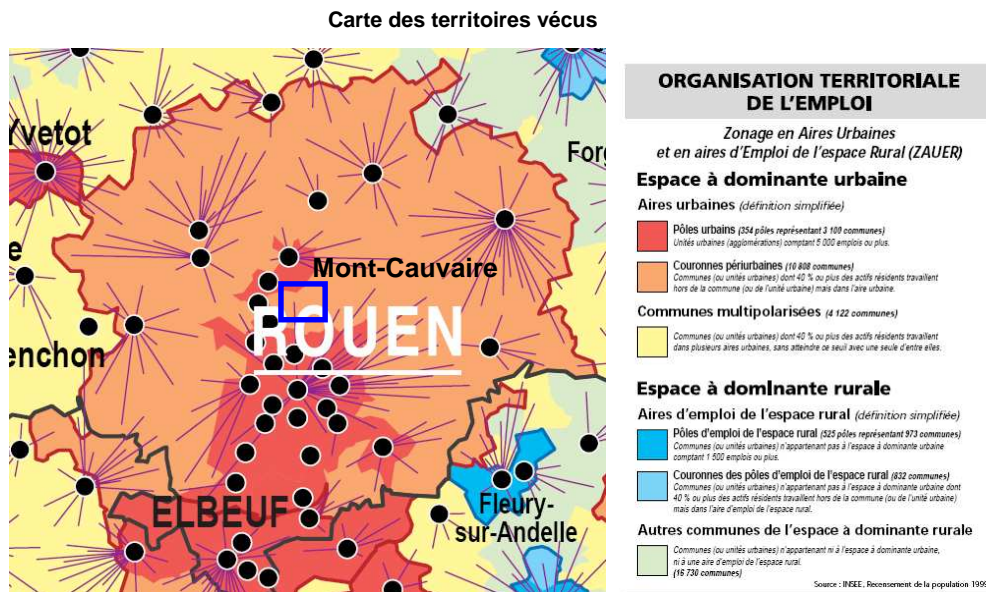 Carte des territoires vécus
Yvetot
Forg
e
Mont-Cauvaire
ROUEN
enchon
ELBEUF
Fleury-
sur-Andelle
ORGANISATION TERRITORIALE
DE L'EMPLOI
Zonage en Aires Urbaines
et en aires d'Emploi de l'espace Rural (ZAUER)
Espace à dominante urbaine
Aires urbaines (définition simplifiée)
Pôles urbains (354 pôles représentant 3 100 communes)
Unités urbaines (agglomérations) comptant 5 000 emplois ou plus.
Couronnes périurbaines (10 808 communes)
Communes (ou unités urbaines) dont 40 % ou plus des actifs résidents travaillent
hors de la commune (ou de l'unité urbaine) mais dans l'aire urbaine.
Communes multipolarisées (4 122 communes)
Communes (ou unités urbaines) dont 40 % ou plus des actifs résidents travaillent
dans plusieurs aires urbaines, sans atteindre ce seuil avec une seule d'entre elles.
Espace à dominante rurale
Aires d'emploi de l'espace rural (définition simplifiée)
Pôles d'emploi de l'espace rural (525 pôles représentant 973 communes)
Communes (ou unités urbaines) n'appartenant pas à l'espace à dominante urbaine
comptant 1 500 emplois ou plus.
Couronnes des pôles d'emploi de l'espace rural (832 communes)
Communes (ou unités urbaines) n'appartenant pas à l'espace à dominante urbaine dont
40 % ou plus des actifs résidents travaillent hors de la commune (ou de l'unité urbaine)
mais dans l'aire d'emploi de l'espace rural.
Autres communes de l'espace à dominante rurale
Communes (ou unités urbaines) n'appartenant ni à l'espace à dominante urbaine,
ni à une aire d'emploi de l'espace rural.
(16 730 communes)
Source : INSEE, Recensement de la population 1999